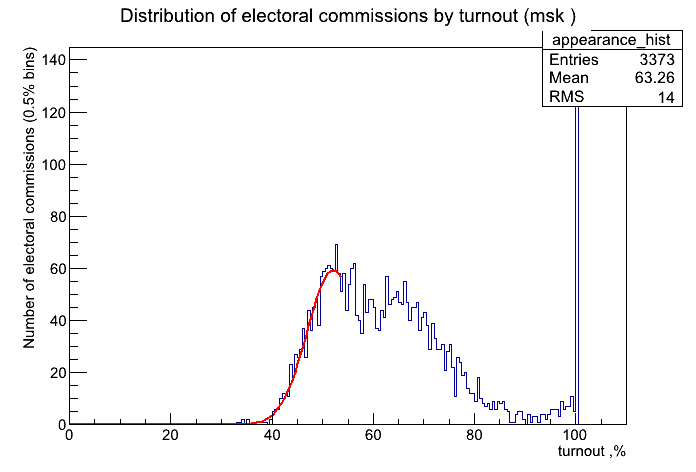 Distribution of electoral commissions by turnout (msk )
appearance_hist
Entries 3373
Mean 63.26
RMS 14
Number of electoral commissions (0.5% bins)
140
120
100
80
60
40
20
0
0 20 40 60 80 100
turnout ,%